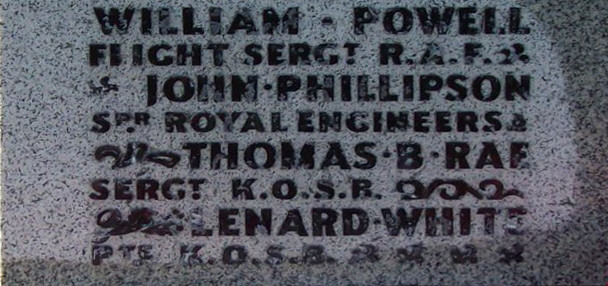 WILLIAM · POWELL
FLIGHT SERGT R.A.F.
JOHN·PHILLIPSON
SPR ROYAL ENGINEERS
THOMAS·B·RAE
SERGT K.O.S.B.
LENARD·WHITE
PTE K.O.S.B.